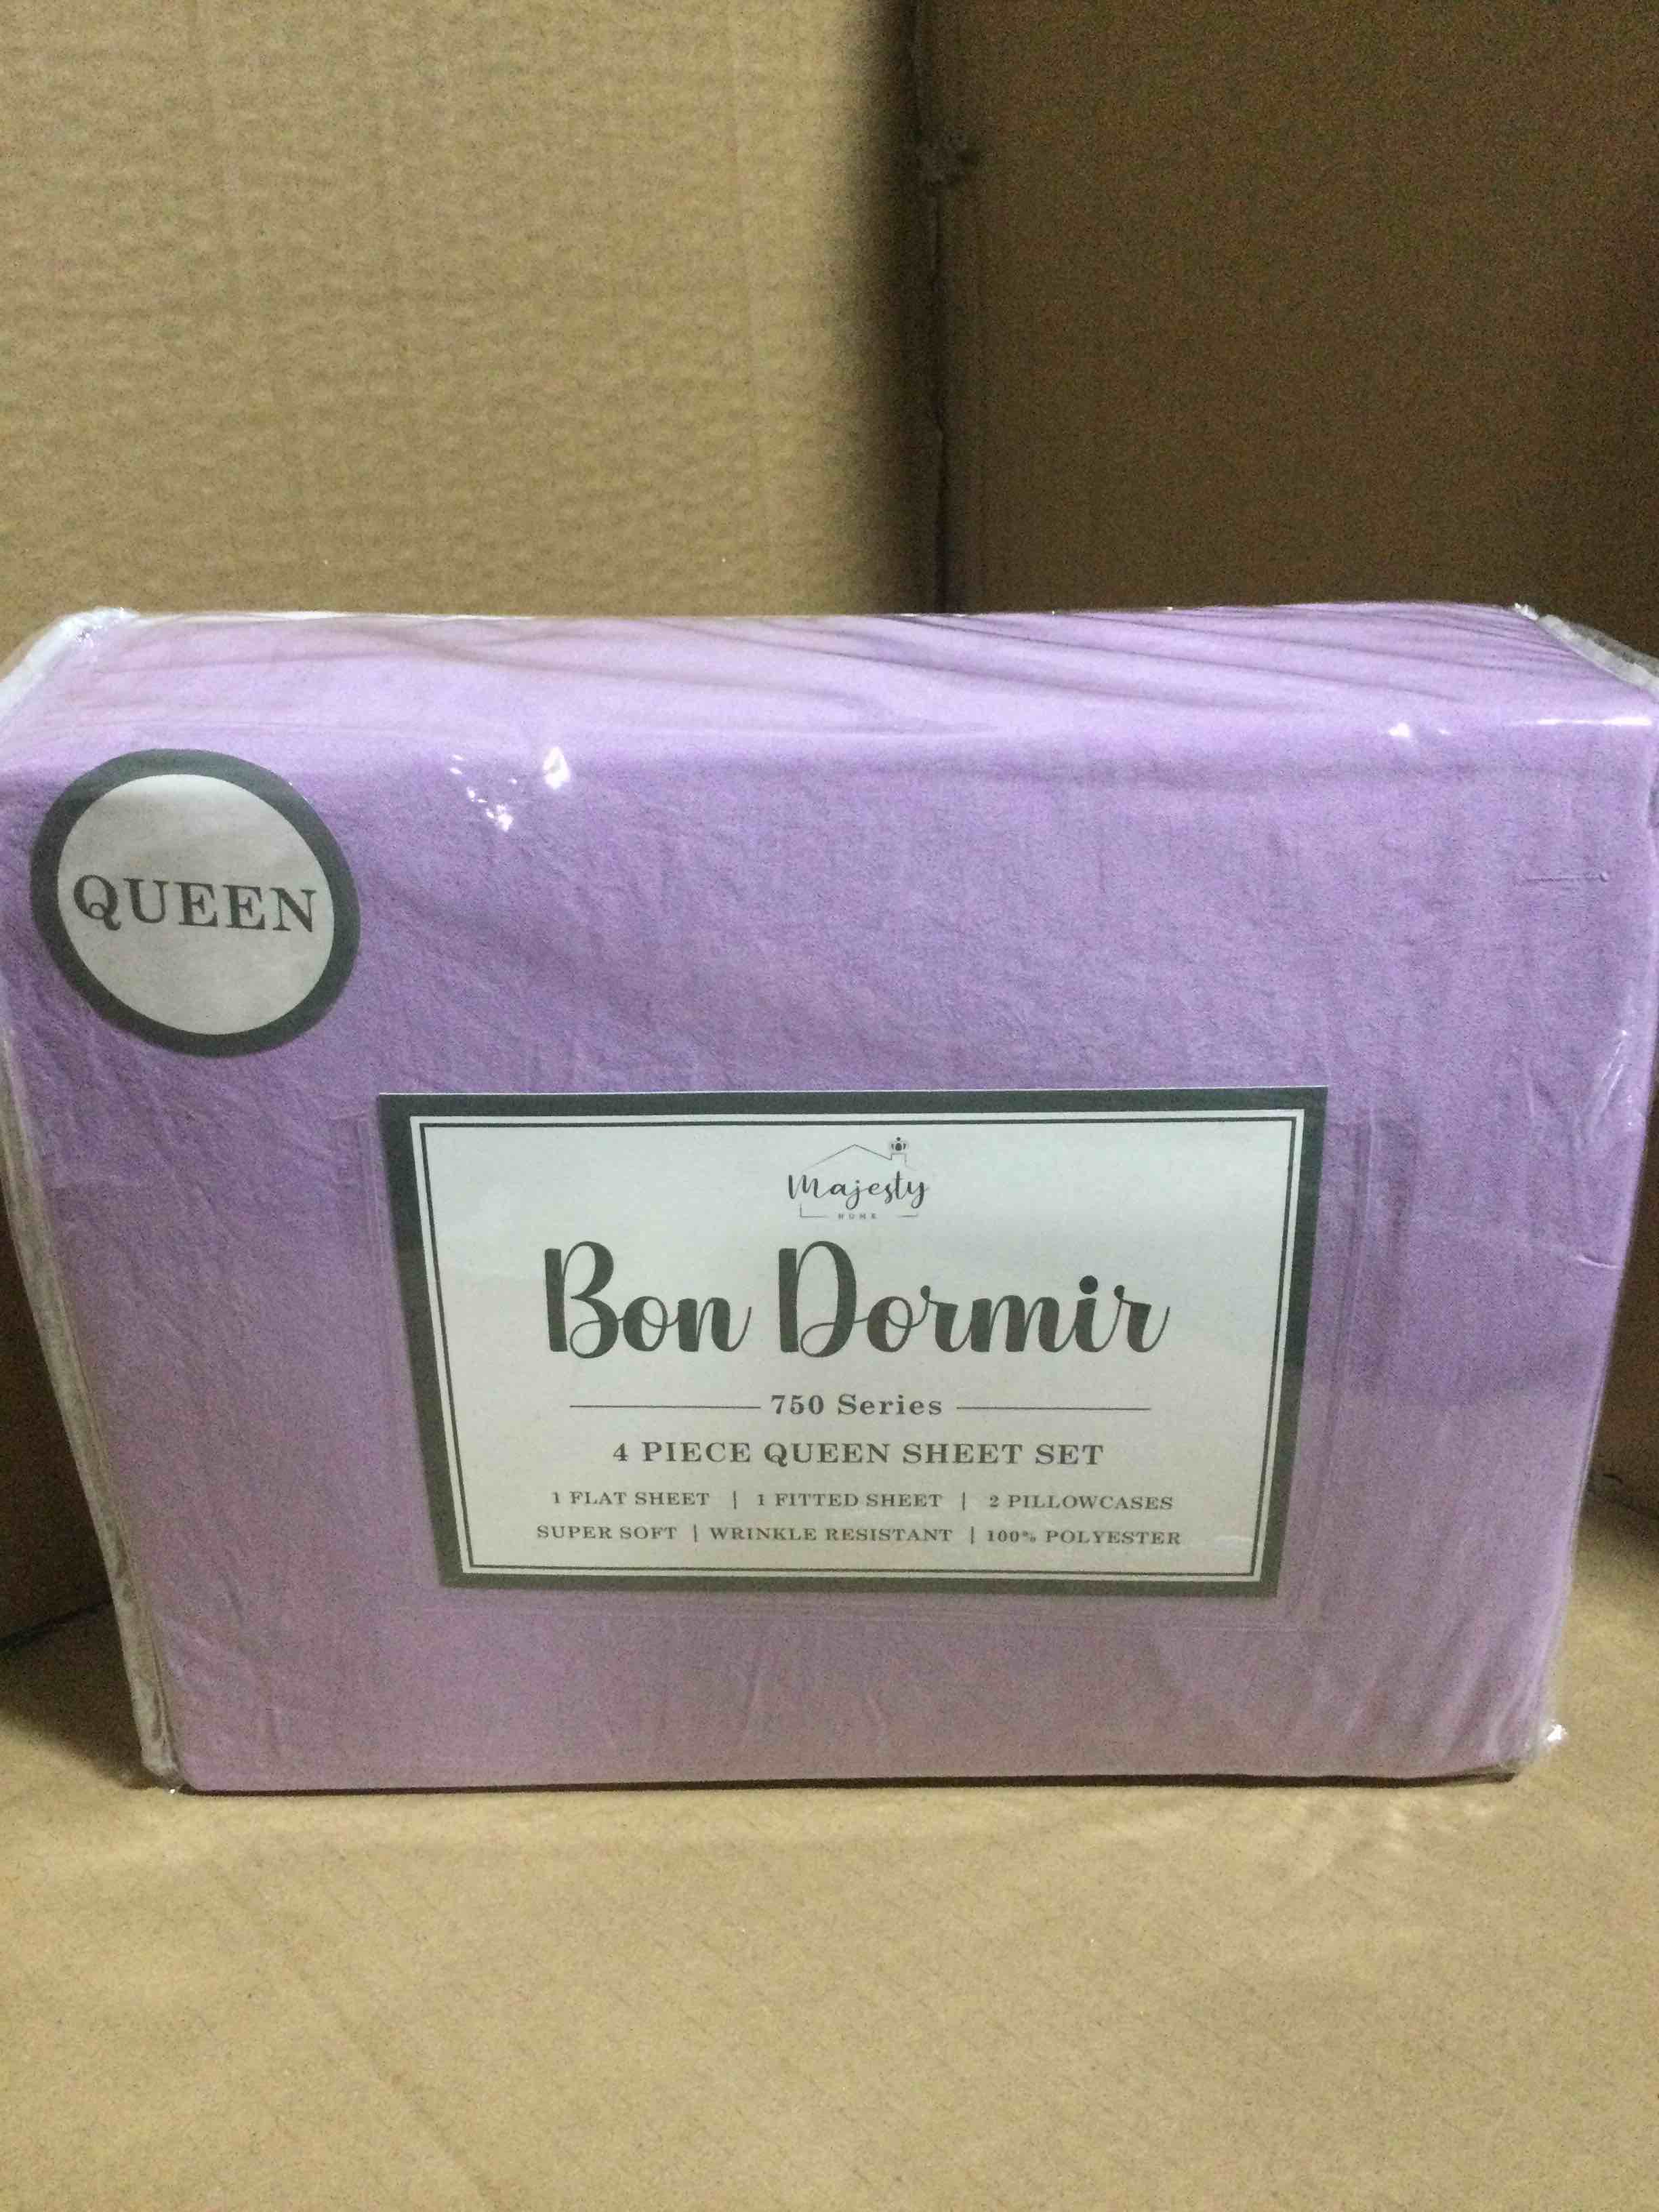 QUEEN
Majesty
HOME
Bon Dormir
750 Series
4 PIECE QUEEN SHEET SET
1 FLAT SHEET | 1 FITTED SHEET | 2 PILLOWCASES
SUPER SOFT | WRINKLE RESISTANT | 100% POLYESTER